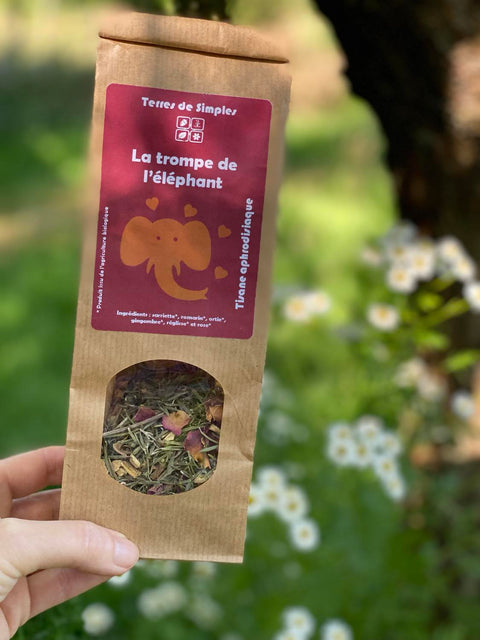 Terres de Simples
La trompe de
l'éléphant
Tisane aphrodisiaque
* Produit issu de l'agriculture biologique
Ingrédients : sarriette*, romarin*, ortie*,
gingembre*, réglisse* et rose*